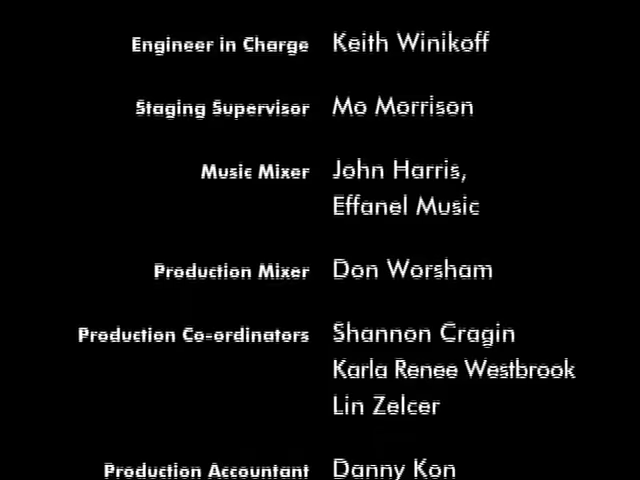 Engineer in Charge Keith Winikoff
Staging Supervisor Mo Morrison
Music Mixer John Harris,
Effanel Music
Production Mixer Don Worsham
Production Co-ordinators Shannon Cragin
Karla Renee Westbrook
Lin Zelcer
Production Accountant Danny Kon